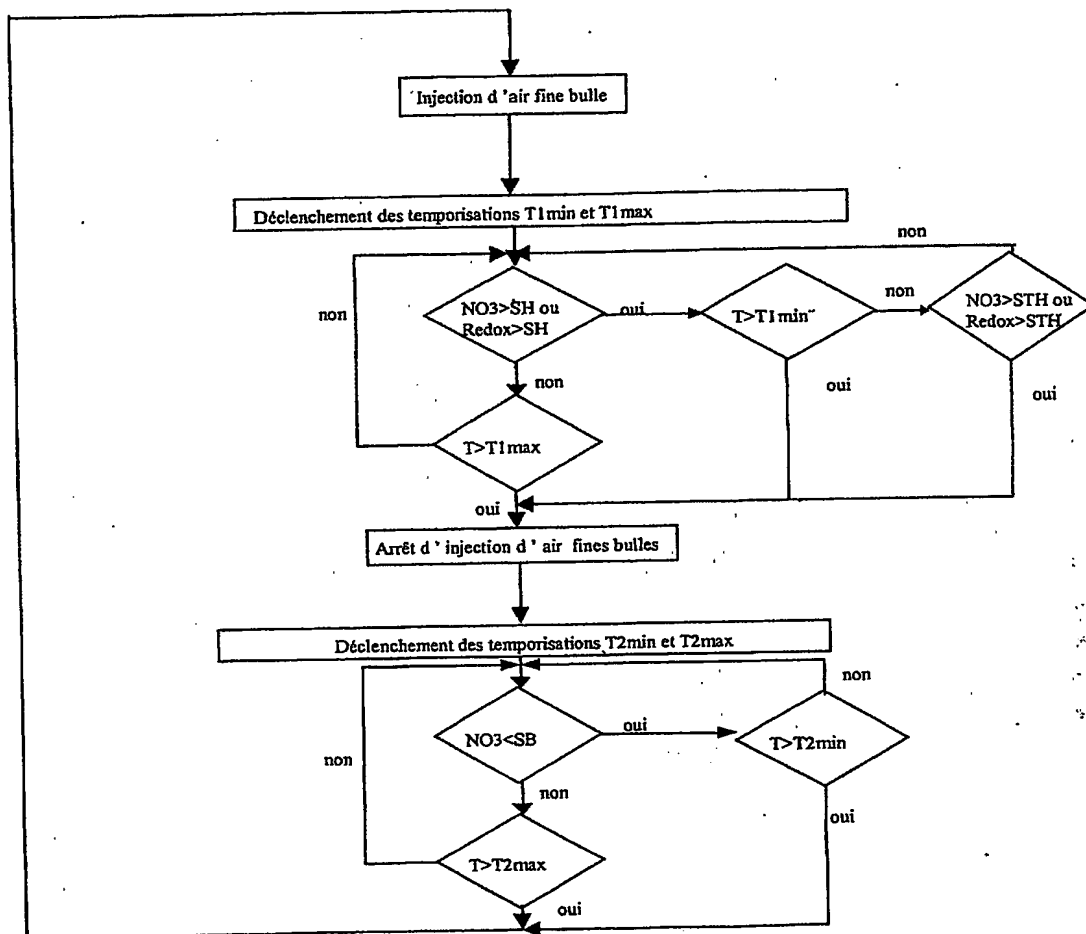 Injection d ' air fine bulle
Déclenchement des temporisations T1min et T1max
non
NO3>SH ou
Redox>SH
oui
T>T1min
non
NO3>STH ou
Redox>STH
non
non
oui
oui
T>T1max
oui
Arrêt d ' injection d ' air fines bulles
Déclenchement des temporisations T2min et T2max
non
NO3<SB
oui
T>T2min
non
non
oui
T>T2max
oui